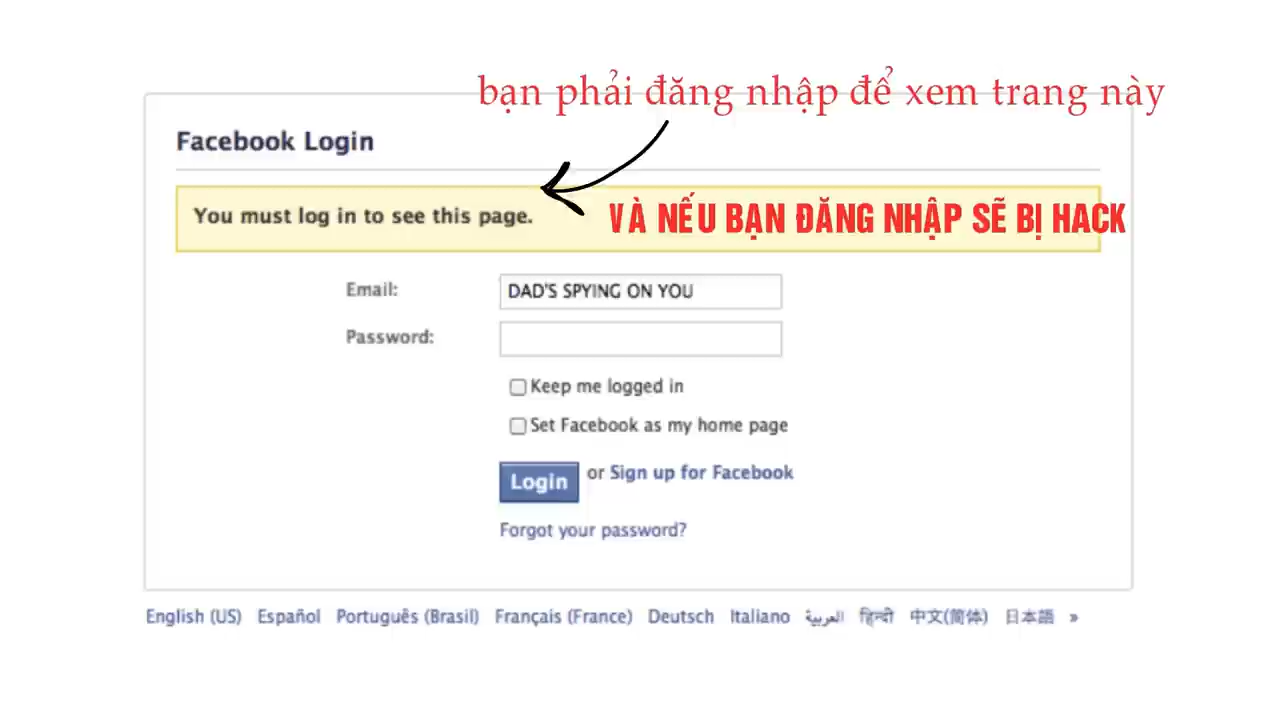 bạn phải đăng nhập để xem trang này
Facebook Login
You must log in to see this page.
VÀ NẾU BẠN ĐĂNG NHẬP SẼ BỊ HACK
Email: DAD'S SPYING ON YOU
Password:
Keep me logged in
Set Facebook as my home page
Login or Sign up for Facebook
Forgot your password?
English (US) Español Português (Brasil) Français (France) Deutsch Italiano العربية हिन्दी 中文(简体) 日本語 »